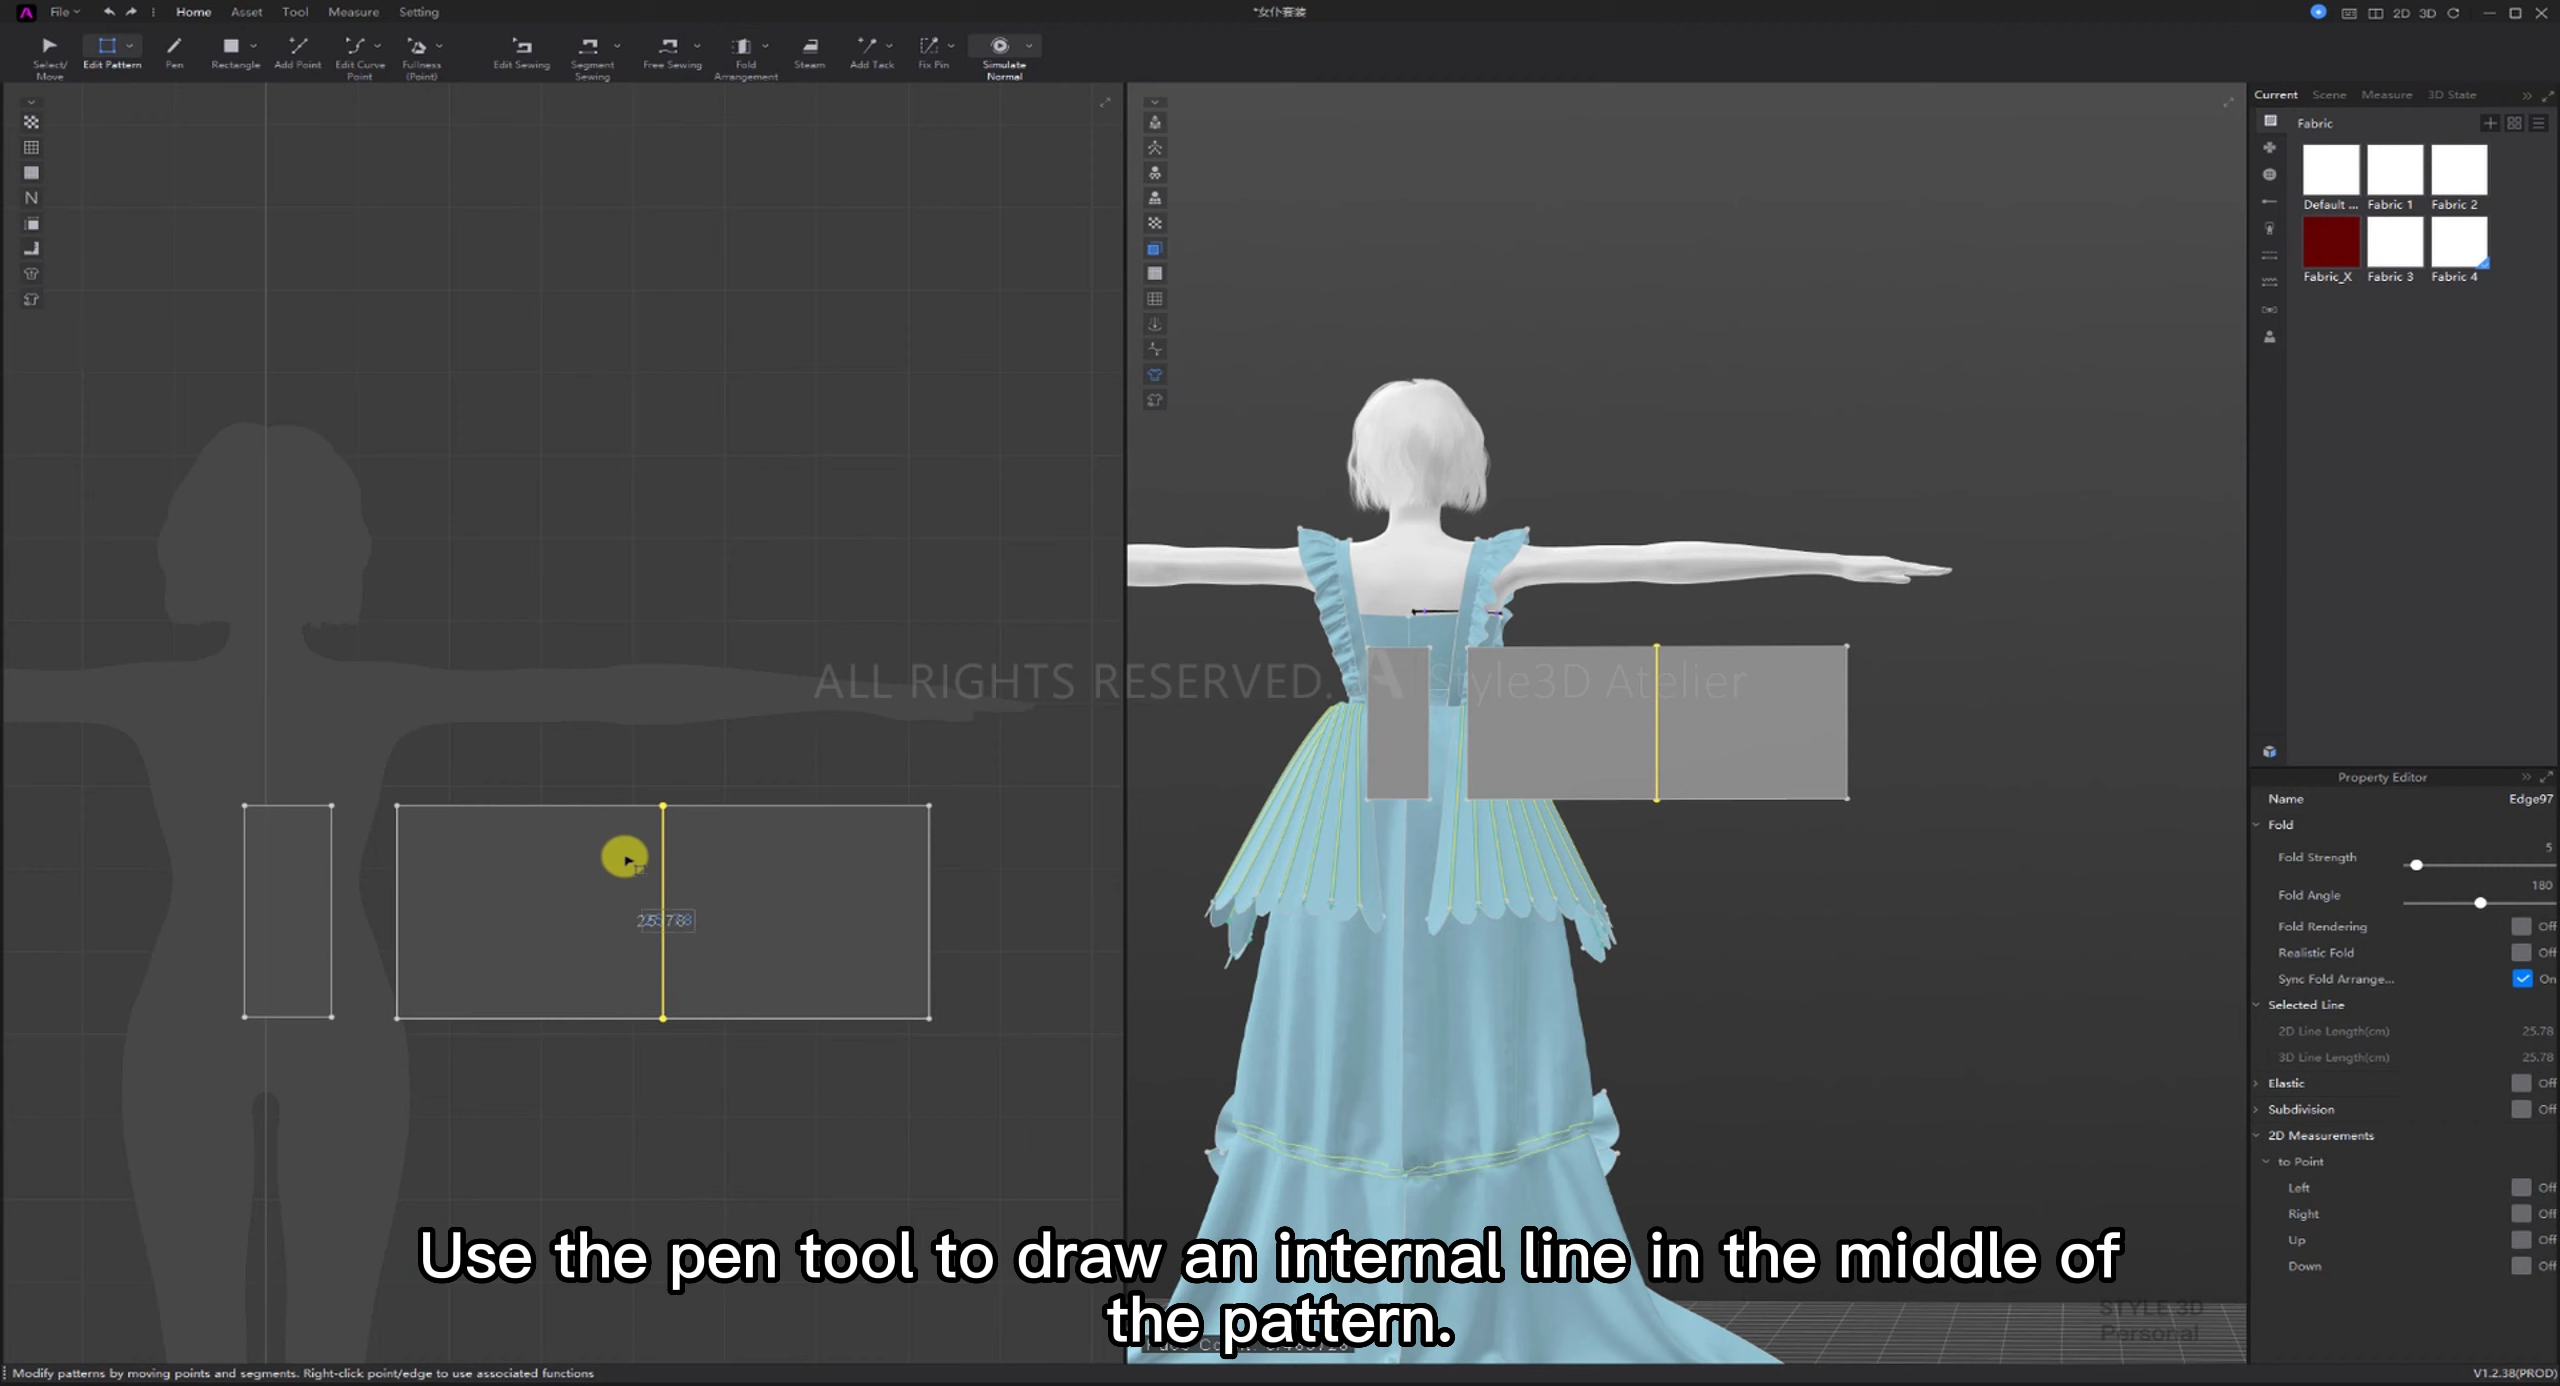 File
Home
Asset
Tool
Measure
Setting
*女仆套装
2D
3D
Select/
Move
Edit Pattern
Pen
Rectangle
Add Point
Edit Curve
Point
Fullness
(Point)
Edit Sewing
Segment
Sewing
Free Sewing
Fold
Arrangement
Steam
Add Tack
Fix Pin
Simulate
Normal
Current
Scene
Measure
3D State
Fabric
Default ...
Fabric 1
Fabric 2
Fabric_X
Fabric 3
Fabric 4
ALL RIGHTS RESERVED. Style3D Atelier
25.78
Property Editor
Name
Edge97
Fold
Fold Strength
5
Fold Angle
180
Fold Rendering
Off
Realistic Fold
Off
Sync Fold Arrange...
On
Selected Line
2D Line Length(cm)
25.78
3D Line Length(cm)
25.78
Elastic
Off
Subdivision
Off
2D Measurements
to Point
Left
Off
Right
Off
Up
Off
Down
Off
Use the pen tool to draw an internal line in the middle of
the pattern.
STYLE 3D
Personal
Modify patterns by moving points and segments. Right-click point/edge to use associated functions
V1.2.38(PROD)